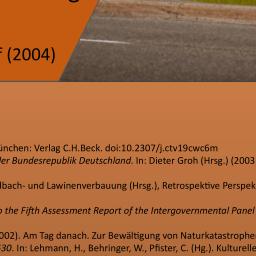 f (2004)
ünchen: Verlag C.H.Beck. doi:10.2307/j.ctv19cwc6m
der Bundesrepublik Deutschland. In: Dieter Groh (Hrsg.) (2003
lbach- und Lawinenverbauung (Hrsg.), Retrospektive Perspek
o the Fifth Assessment Report of the Intergovernmental Panel
002). Am Tag danach. Zur Bewältigung von Naturkatastrophe
30. In: Lehmann, H., Behringer, W., Pfister, C. (Hg.). Kulturelle